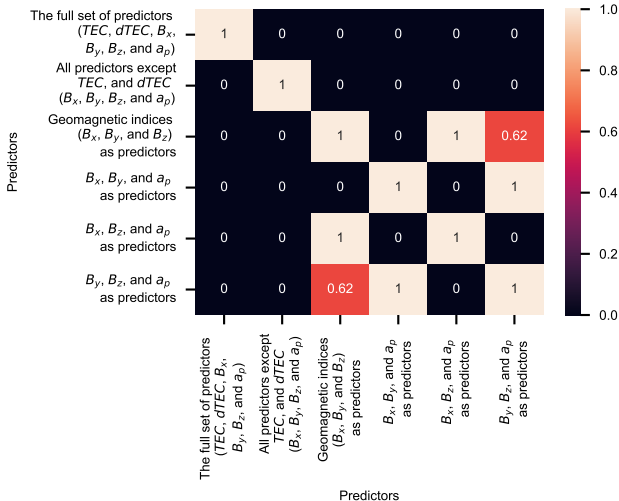 The full set of predictors
(TEC, dTEC, Bx,
By, Bz, and ap)
All predictors except
TEC, and dTEC
(Bx, By, Bz, and ap)
Geomagnetic indices
(Bx, By, and Bz)
as predictors
Bx, By, and ap
as predictors
Bx, Bz, and ap
as predictors
By, Bz, and ap
as predictors
Predictors
1 0 0 0 0 0
0 1 0 0 0 0
0 0 1 0 1 0.62
0 0 0 1 0 1
0 0 1 0 1 0
0 0 0.62 1 0 1
1.0
0.8
0.6
0.4
0.2
0.0
The full set of predictors
(TEC, dTEC, Bx,
By, Bz, and ap)
All predictors except
TEC, and dTEC
(Bx, By, Bz, and ap)
Geomagnetic indices
(Bx, By, and Bz)
as predictors
Bx, By, and ap
as predictors
Bx, Bz, and ap
as predictors
By, Bz, and ap
as predictors
Predictors